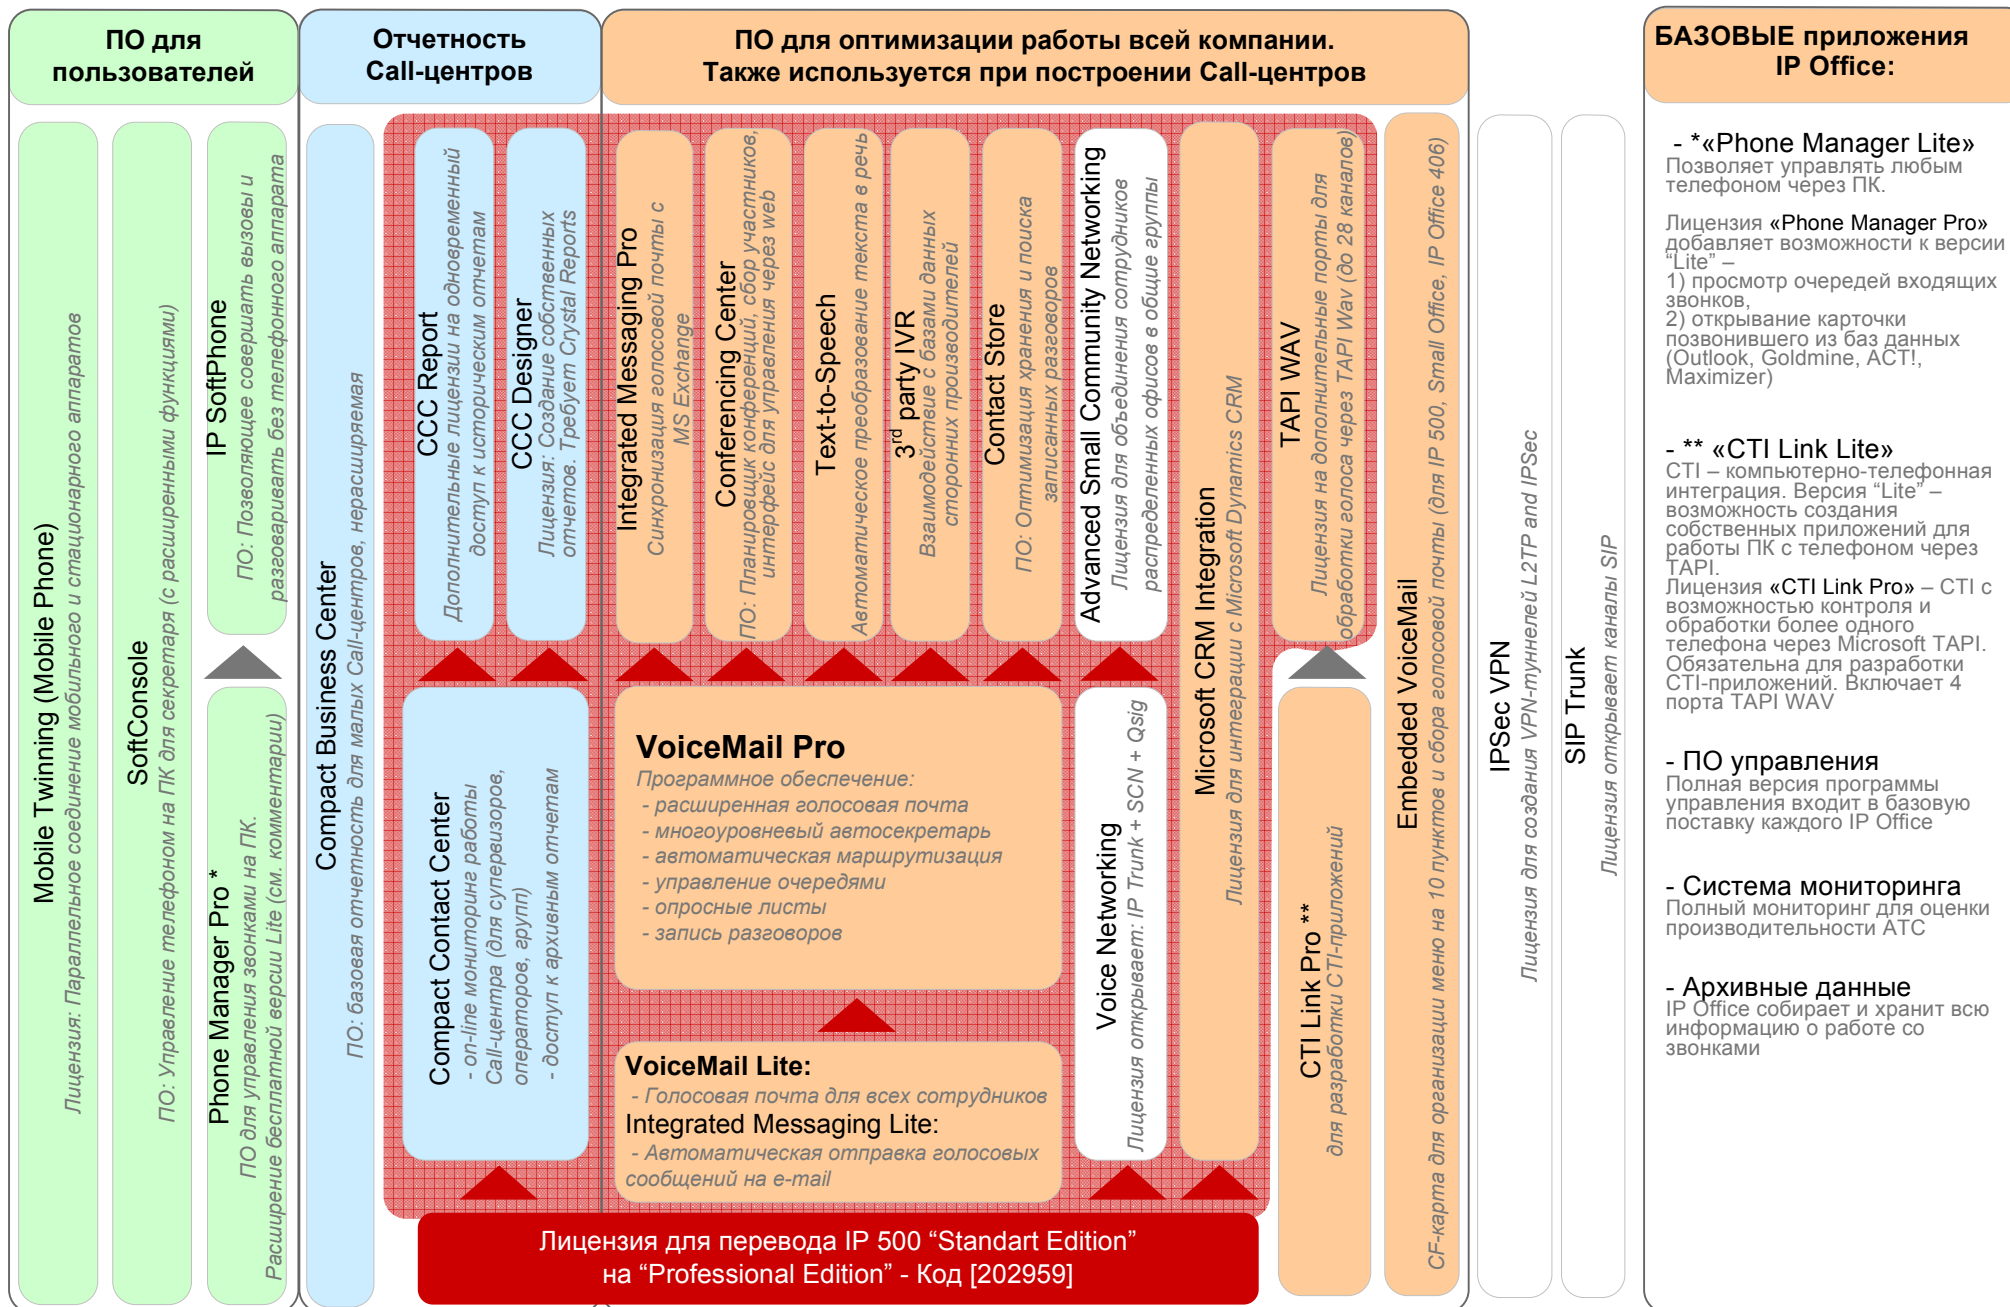 ПО для
пользователей
Отчетность
Call-центров
ПО для оптимизации работы всей компании.
Также используется при построении Call-центров
Mobile Twinning (Mobile Phone)
Лицензия: Параллельное соединение мобильного и стационарного аппаратов
SoftConsole
ПО: Управление телефоном на ПК для секретаря (с расширенными функциями)
IP SoftPhone
ПО: Позволяющее совершать вызовы и
разговаривать без телефонного аппарата
Phone Manager Pro *
ПО для управления звонками на ПК.
Расширение бесплатной версии Lite (см. комментарии)
Compact Business Center
ПО: базовая отчетность для малых Call-центров, нерасширяемая
CCC Report
Дополнительные лицензии на одновременный
доступ к историческим отчетам
CCC Designer
Лицензия: Создание собственных
отчетов. Требует Crystal Reports
Compact Contact Center
- on-line мониторинг работы
Call-центра (для супервизоров,
операторов, групп)
- доступ к архивным отчетам
Integrated Messaging Pro
Синхронизация голосовой почты с
MS Exchange
Conferencing Center
ПО: Планировщик конференций, сбор участников,
интерфейс для управления через web
Text-to-Speech
Автоматическое преобразование текста в речь
3rd party IVR
Взаимодействие с базами данных
сторонних производителей
Contact Store
ПО: Оптимизация хранения и поиска
записанных разговоров
Advanced Small Community Networking
Лицензия для объединения сотрудников
распределенных офисов в общие группы
VoiceMail Pro
Программное обеспечение:
- расширенная голосовая почта
- многоуровневый автосекретарь
- автоматическая маршрутизация
- управление очередями
- опросные листы
- запись разговоров
VoiceMail Lite:
- Голосовая почта для всех сотрудников
Integrated Messaging Lite:
- Автоматическая отправка голосовых
сообщений на e-mail
Voice Networking
Лицензия открывает: IP Trunk + SCN + Qsig
Microsoft CRM Integration
Лицензия для интеграции с Microsoft Dynamics CRM
TAPI WAV
Лицензия на дополнительные порты для
обработки голоса через TAPI Wav (до 28 каналов)
CTI Link Pro **
для разработки CTI-приложений
Embedded VoiceMail
CF-карта для организации меню на 10 пунктов и сбора голосовой почты (для IP 500, Small Office, IP Office 406)
IPSec VPN
Лицензия для создания VPN-туннелей L2TP and IPSec
SIP Trunk
Лицензия открывает каналы SIP
Лицензия для перевода IP 500 “Standart Edition”
на “Professional Edition” - Код [202959]
БАЗОВЫЕ приложения
IP Office:
- *«Phone Manager Lite»
Позволяет управлять любым
телефоном через ПК.
Лицензия «Phone Manager Pro»
добавляет возможности к версии
“Lite” –
1) просмотр очередей входящих
звонков,
2) открывание карточки
позвонившего из баз данных
(Outlook, Goldmine, ACT!,
Maximizer)
- ** «CTI Link Lite»
CTI – компьютерно-телефонная
интеграция. Версия “Lite” –
возможность создания
собственных приложений для
работы ПК с телефоном через
TAPI.
Лицензия «CTI Link Pro» – CTI с
возможностью контроля и
обработки более одного
телефона через Microsoft TAPI.
Обязательна для разработки
CTI-приложений. Включает 4
порта TAPI WAV
- ПО управления
Полная версия программы
управления входит в базовую
поставку каждого IP Office
- Система мониторинга
Полный мониторинг для оценки
производительности АТС
- Архивные данные
IP Office собирает и хранит всю
информацию о работе со
звонками